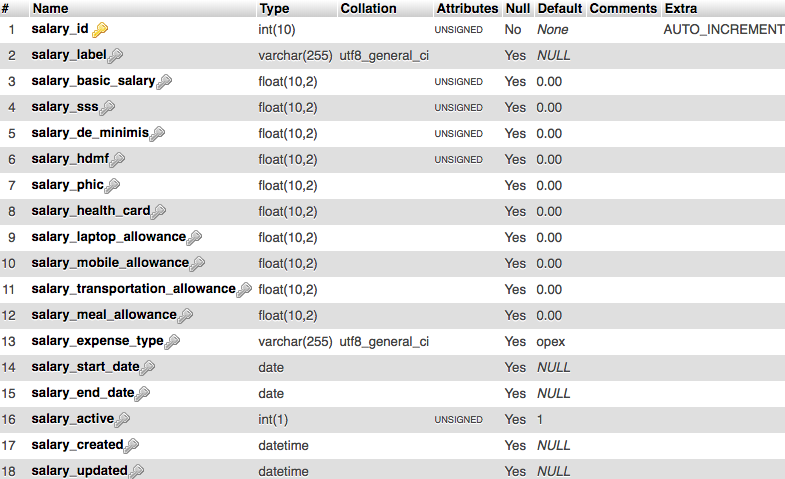 # Name Type Collation Attributes Null Default Comments Extra
1 salary_id int(10) UNSIGNED No None AUTO_INCREMENT
2 salary_label varchar(255) utf8_general_ci Yes NULL
3 salary_basic_salary float(10,2) UNSIGNED Yes 0.00
4 salary_sss float(10,2) UNSIGNED Yes 0.00
5 salary_de_minimis float(10,2) UNSIGNED Yes 0.00
6 salary_hdmf float(10,2) UNSIGNED Yes 0.00
7 salary_phic float(10,2) Yes 0.00
8 salary_health_card float(10,2) Yes 0.00
9 salary_laptop_allowance float(10,2) Yes 0.00
10 salary_mobile_allowance float(10,2) Yes 0.00
11 salary_transportation_allowance float(10,2) Yes 0.00
12 salary_meal_allowance float(10,2) Yes 0.00
13 salary_expense_type varchar(255) utf8_general_ci Yes opex
14 salary_start_date date Yes NULL
15 salary_end_date date Yes NULL
16 salary_active int(1) UNSIGNED Yes 1
17 salary_created datetime Yes NULL
18 salary_updated datetime Yes NULL